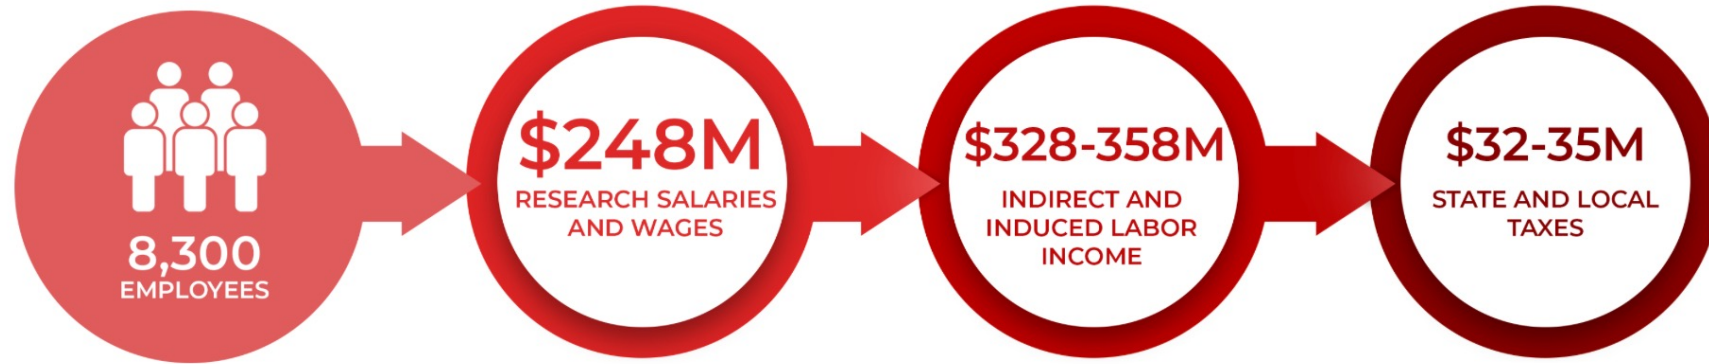 8,300
EMPLOYEES
$248M
RESEARCH SALARIES
AND WAGES
$328-358M
INDIRECT AND
INDUCED LABOR
INCOME
$32-35M
STATE AND LOCAL
TAXES